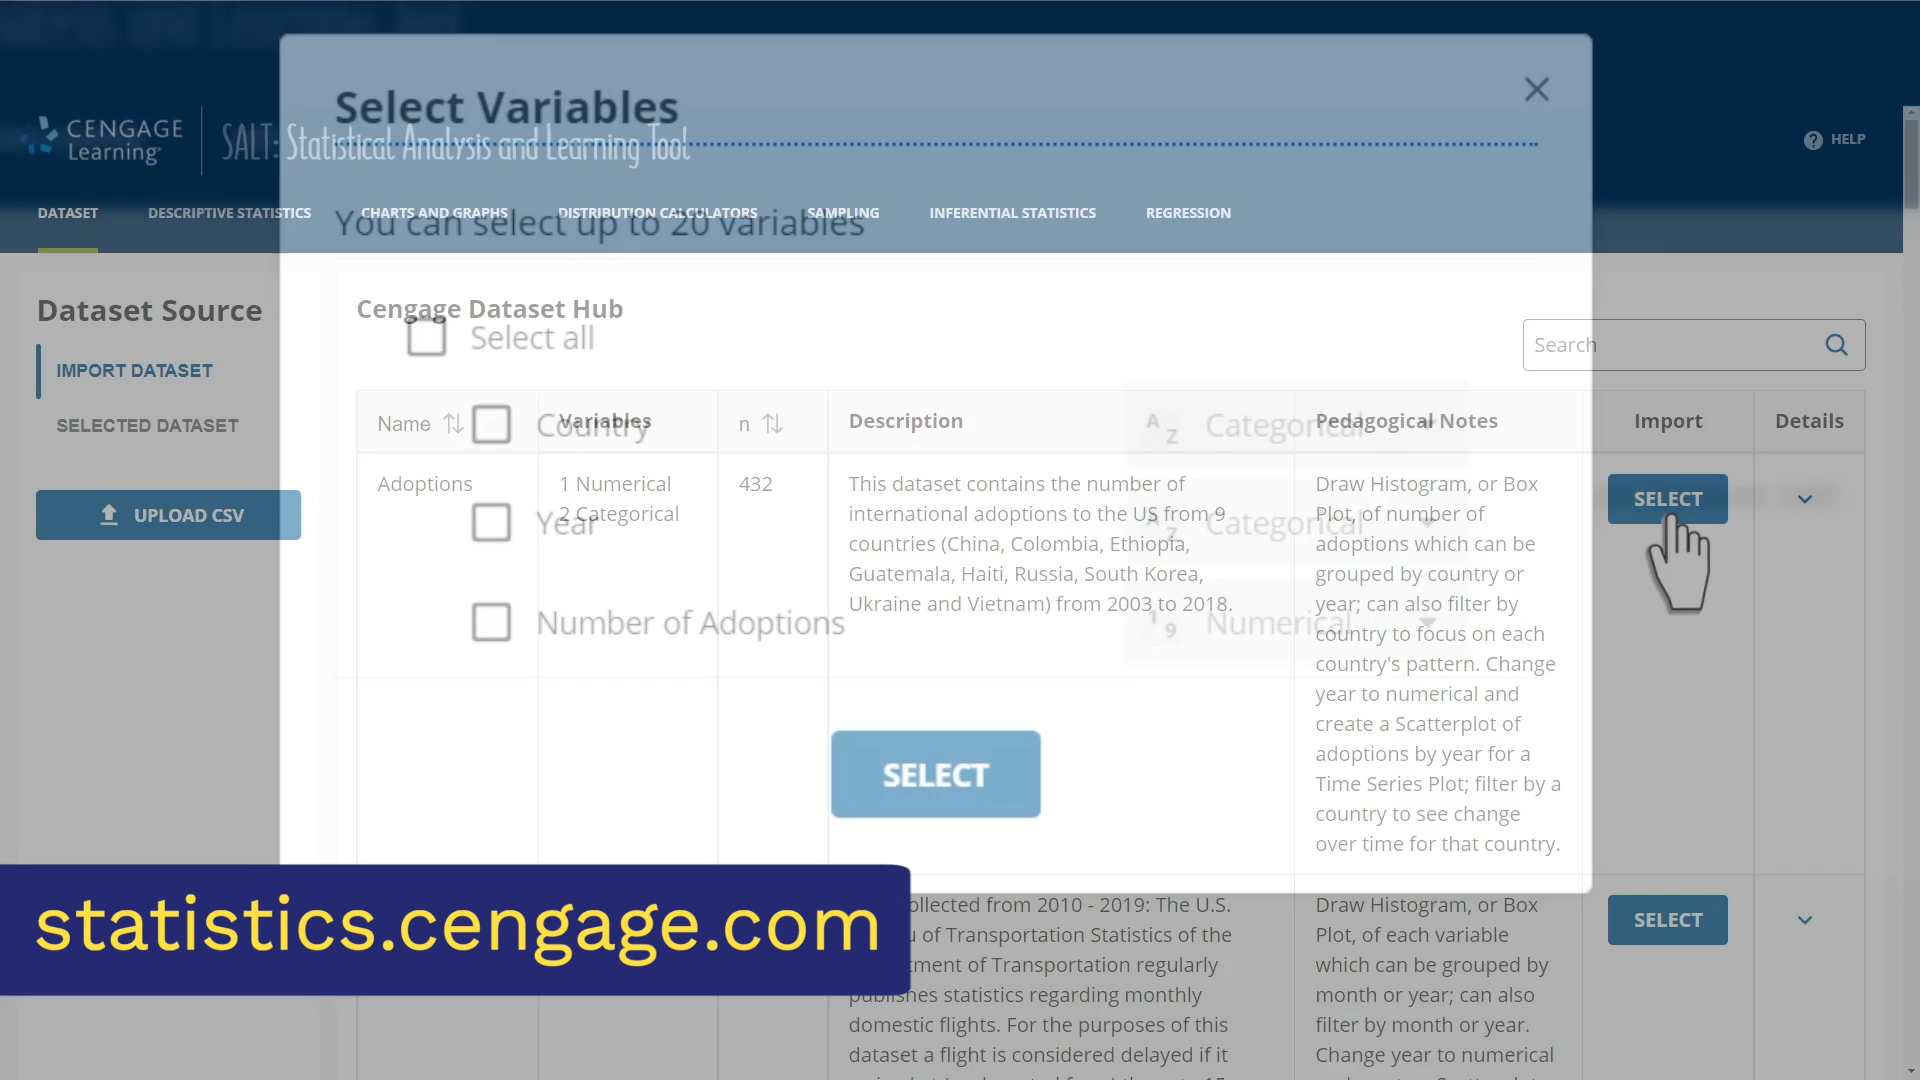 Select Variables
CENGAGE
Learning
SALT: Statistical Analysis and Learning Tool
HELP
DATASET DESCRIPTIVE STATISTICS CHARTS AND GRAPHS DISTRIBUTION CALCULATORS SAMPLING INFERENTIAL STATISTICS REGRESSION
You can select up to 20 variables
Dataset Source
IMPORT DATASET
SELECTED DATASET
UPLOAD CSV
Cengage Dataset Hub
Select all
Search
Name Variables n Description Pedagogical Notes Import Details
Country
A Z Categorical
Year
A Z Categorical
Number of Adoptions
1 9 Numerical
SELECT
Adoptions
1 Numerical
2 Categorical
432
This dataset contains the number of
international adoptions to the US from 9
countries (China, Colombia, Ethiopia,
Guatemala, Haiti, Russia, South Korea,
Ukraine and Vietnam) from 2003 to 2018.
Draw Histogram, or Box
Plot, of number of
adoptions which can be
grouped by country or
year; can also filter by
country to focus on each
country's pattern. Change
year to numerical and
create a Scatterplot of
adoptions by year for a
Time Series Plot; filter by a
country to see change
over time for that country.
SELECT
statistics.cengage.com
from 2010 - 2019: The U.S.
of Transportation Statistics of the
of Transportation regularly
publishes statistics regarding monthly
domestic flights. For the purposes of this
dataset a flight is considered delayed if it
Draw Histogram, or Box
Plot, of each variable
which can be grouped by
month or year; can also
filter by month or year.
Change year to numerical
SELECT